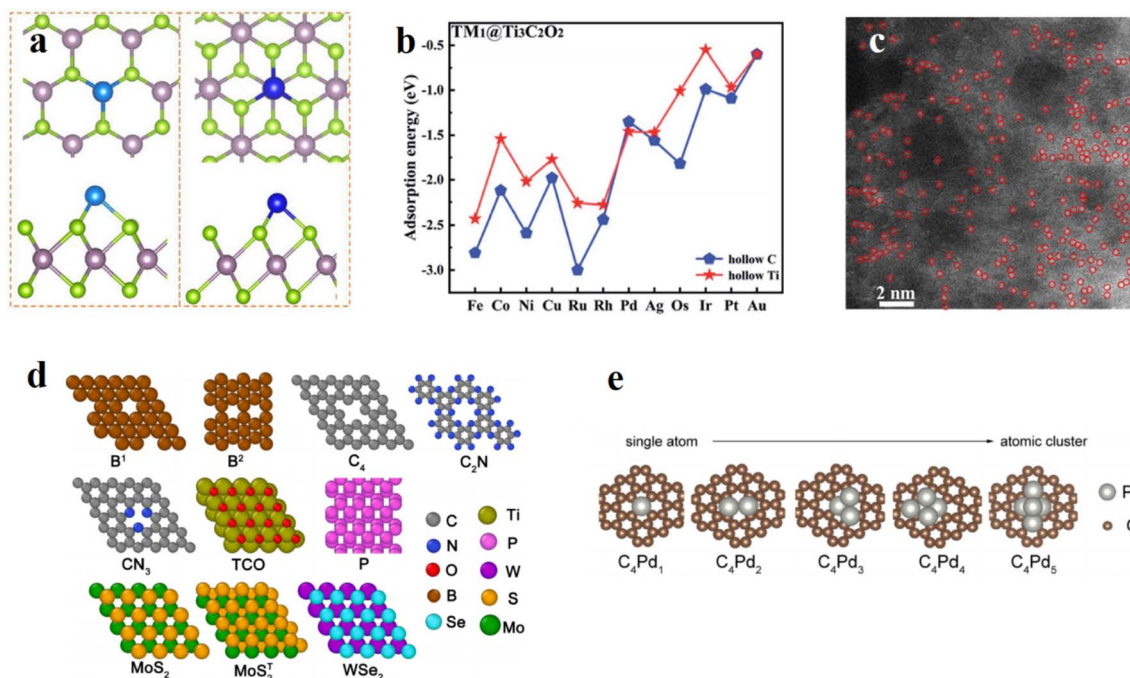 a
b
TM₁@Ti₃C₂O₂
Adsorption energy (eV)
-0.5
-1.0
-1.5
-2.0
-2.5
-3.0
hollow C
hollow Ti
Fe Co Ni Cu Ru Rh Pd Ag Os Ir Pt Au
c
2 nm
d
B¹ B² C₄ C₂N
CN₃ TCO P
MoS₂ MoS₂ᵀ WSe₂
C Ti
N P
O W
B S
Se Mo
e
single atom atomic cluster
C₄Pd₁ C₄Pd₂ C₄Pd₃ C₄Pd₄ C₄Pd₅